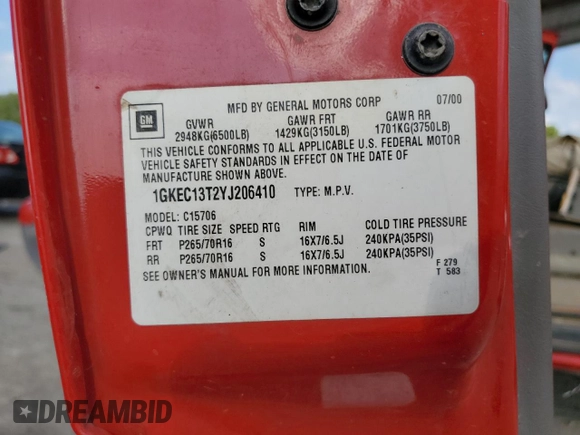 MFD BY GENERAL MOTORS CORP 07/00
GM
GVWR GAWR FRT GAWR RR
2948KG(6500LB) 1429KG(3150LB) 1701KG(3750LB)
THIS VEHICLE CONFORMS TO ALL APPLICABLE U.S. FEDERAL MOTOR
VEHICLE SAFETY STANDARDS IN EFFECT ON THE DATE OF
MANUFACTURE SHOWN ABOVE.
1GKEC13T2YJ206410 TYPE: M.P.V.
MODEL: C15706
CPWQ TIRE SIZE SPEED RTG RIM COLD TIRE PRESSURE
FRT P265/70R16 S 16X7/6.5J 240KPA(35PSI)
RR P265/70R16 S 16X7/6.5J 240KPA(35PSI)
SEE OWNER'S MANUAL FOR MORE INFORMATION.
F 279
T 583
DREAMBID